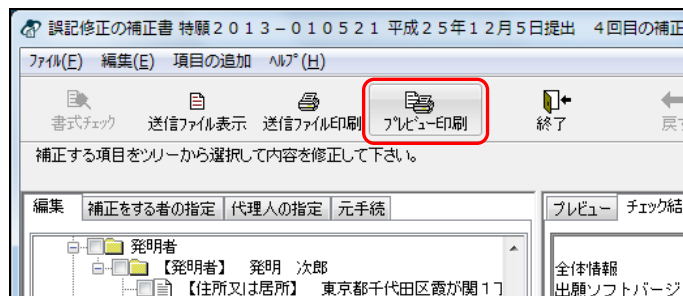 誤記修正の補正書 特願２０１３－０１０５２１ 平成２５年１２月５日提出　４回目の補正
ﾌｧｲﾙ(F)　編集(E)　項目の追加　ﾍﾙﾌﾟ(H)
書式ﾁｪｯｸ　送信ﾌｧｲﾙ表示　送信ﾌｧｲﾙ印刷　ﾌﾟﾚﾋﾞｭｰ印刷　終了　戻す
補正する項目をツリーから選択して内容を修正して下さい。
編集　補正をする者の指定　代理人の指定　元手続　プレビュー　チェック結
発明者
【発明者】　発明　次郎
全体情報
【住所又は居所】　東京都千代田区霞が関１丁
出願ソフトバージ